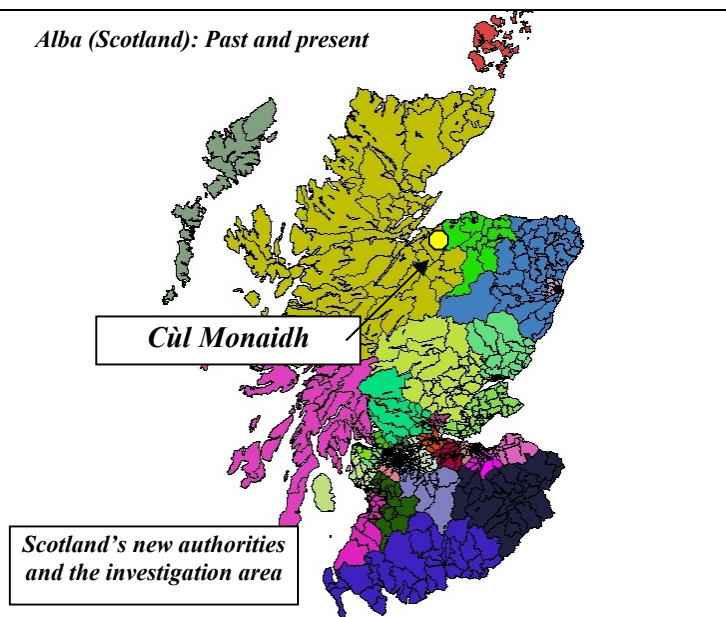 Alba (Scotland): Past and present
Cùl Monaidh
Scotland's new authorities
and the investigation area